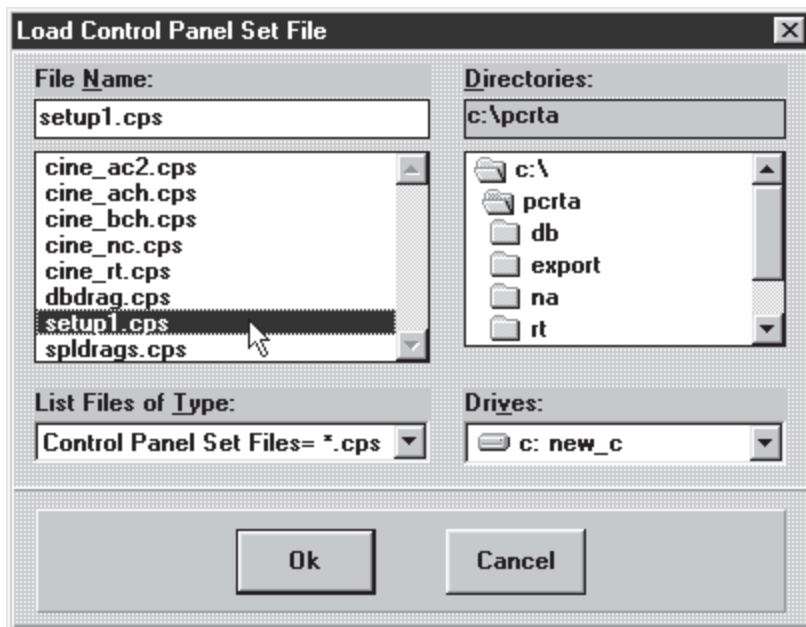 Load Control Panel Set File
File Name:
setup1.cps
cine_ac2.cps
cine_ach.cps
cine_bch.cps
cine_nc.cps
cine_rt.cps
dbdrag.cps
setup1.cps
spldrags.cps
List Files of Type:
Control Panel Set Files= *.cps
Directories:
c:\pcrta
c:\
pcrta
db
export
na
rt
Drives:
c: new_c
Ok
Cancel